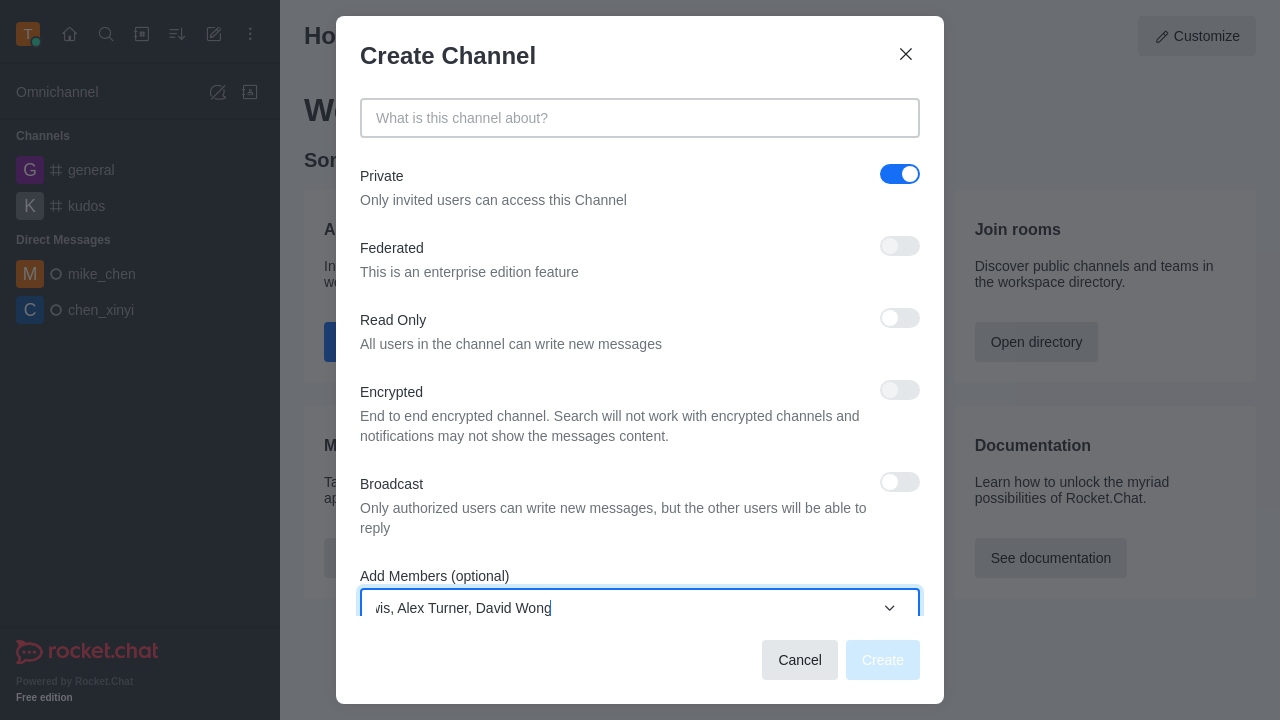 T
Omnichannel
Channels
G general
K kudos
Direct Messages
M mike_chen
C chen_xinyi
rocket.chat
Powered by Rocket.Chat
Free edition
Customize
Create Channel
What is this channel about?
Private
Only invited users can access this Channel
Federated
This is an enterprise edition feature
Read Only
All users in the channel can write new messages
Encrypted
End to end encrypted channel. Search will not work with encrypted channels and
notifications may not show the messages content.
Broadcast
Only authorized users can write new messages, but the other users will be able to
reply
Add Members (optional)
vis, Alex Turner, David Wong
Cancel
Create
Join rooms
Discover public channels and teams in
the workspace directory.
Open directory
Documentation
Learn how to unlock the myriad
possibilities of Rocket.Chat.
See documentation